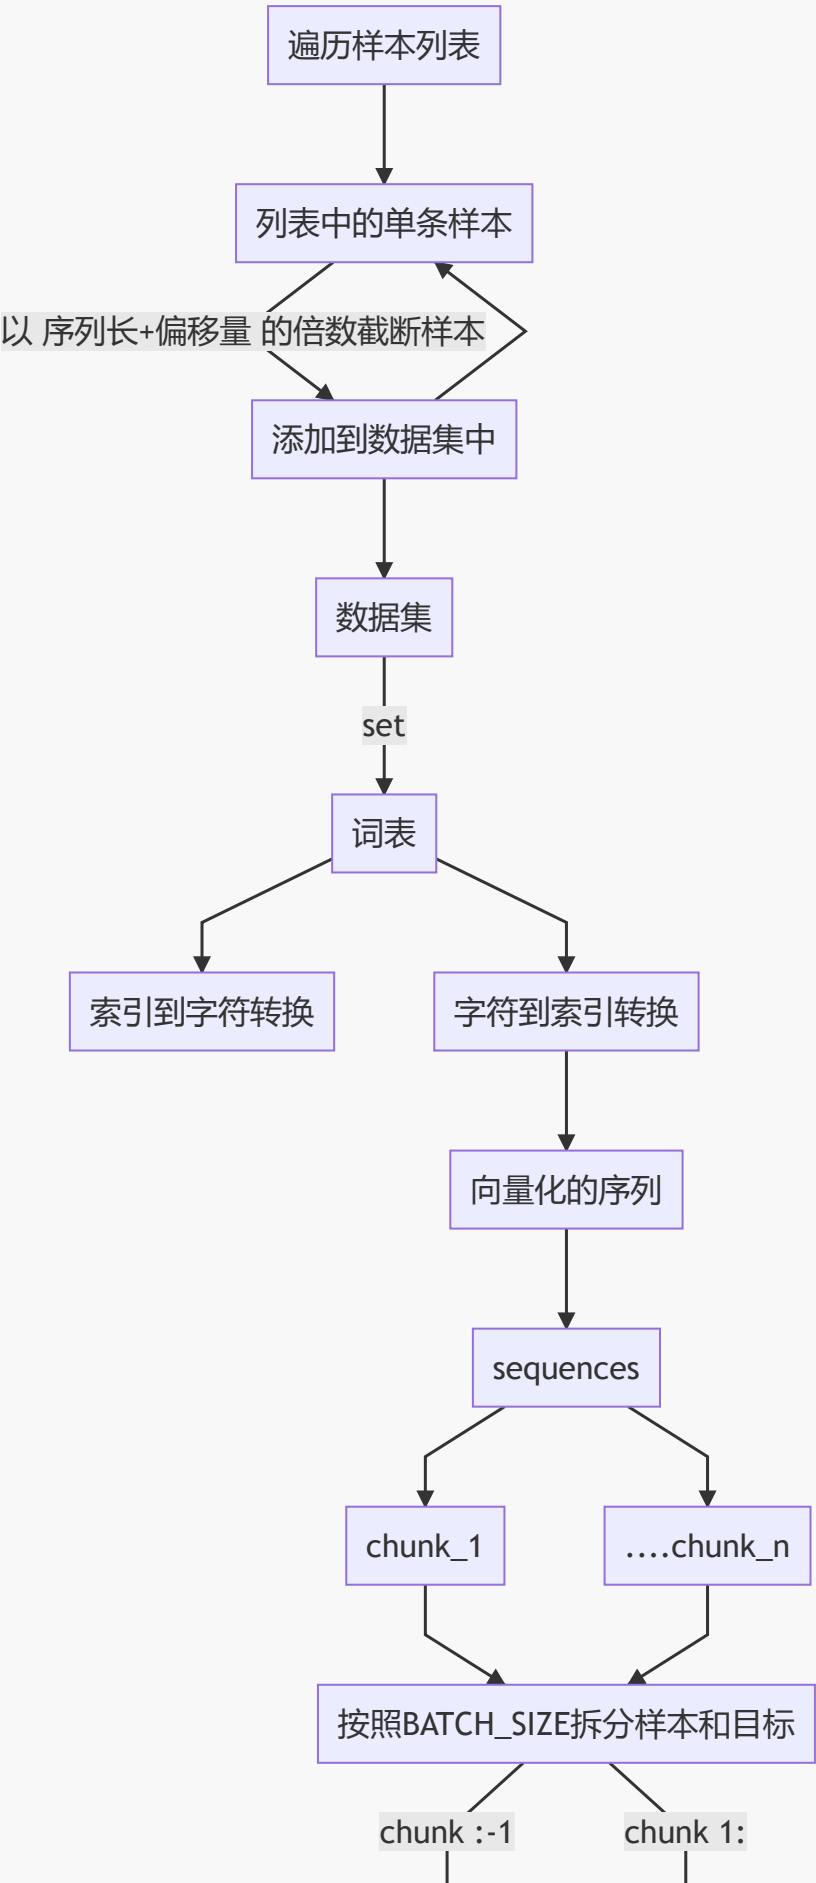 遍历样本列表
列表中的单条样本
以 序列长+偏移量 的倍数截断样本
添加到数据集中
数据集
set
词表
索引到字符转换
字符到索引转换
向量化的序列
sequences
chunk_1
....chunk_n
按照BATCH_SIZE拆分样本和目标
chunk :-1
chunk 1: